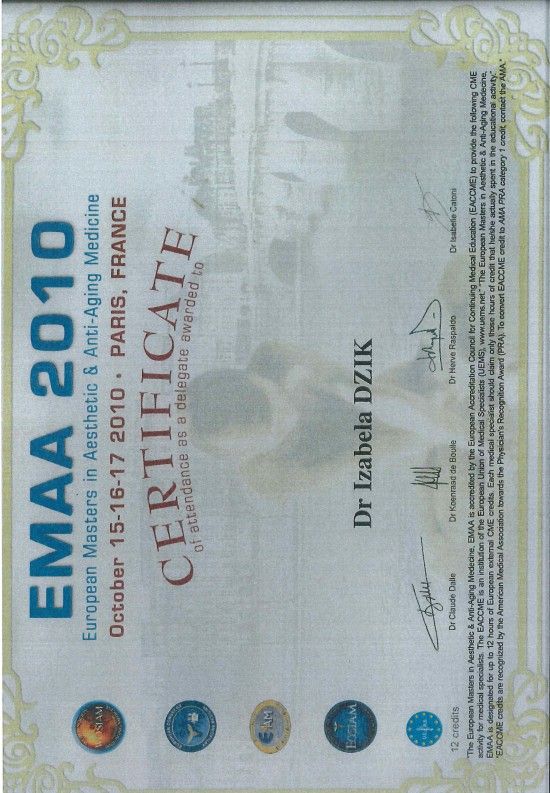 EMAA 2010
European Masters in Aesthetic & Anti-Aging Medicine
October 15-16-17 2010 · PARIS, FRANCE
CERTIFICATE
of attendance as a delegate awarded to
Dr Izabela DZIK
Dr Claude Dalle
Dr Koenraad de Boulle
Dr Hervé Raspaldo
Dr Isabelle Catoni
SIAM
12 credits
"The European Masters in Aesthetic & Anti-Aging Medecine, EMAA is accredited by the European Accreditation Council for Continuing Medical Education (EACCME) to provide the following CME
activity for medical specialists. The EACCME is an institution of the European Union of Medical Specialists (UEMS), www.uems.net." "The European Masters in Aesthetic & Anti-Aging Medecine,
EMAA is designated for up to 12 hours of European external CME credits. Each medical specialist should claim only those hours of credit that he/she actually spent in the educational activity."
"EACCME credits are recognized by the American Medical Association towards the Physician's Recognition Award (PRA). To convert EACCME credit to AMA PRA category 1 credit, contact the AMA."